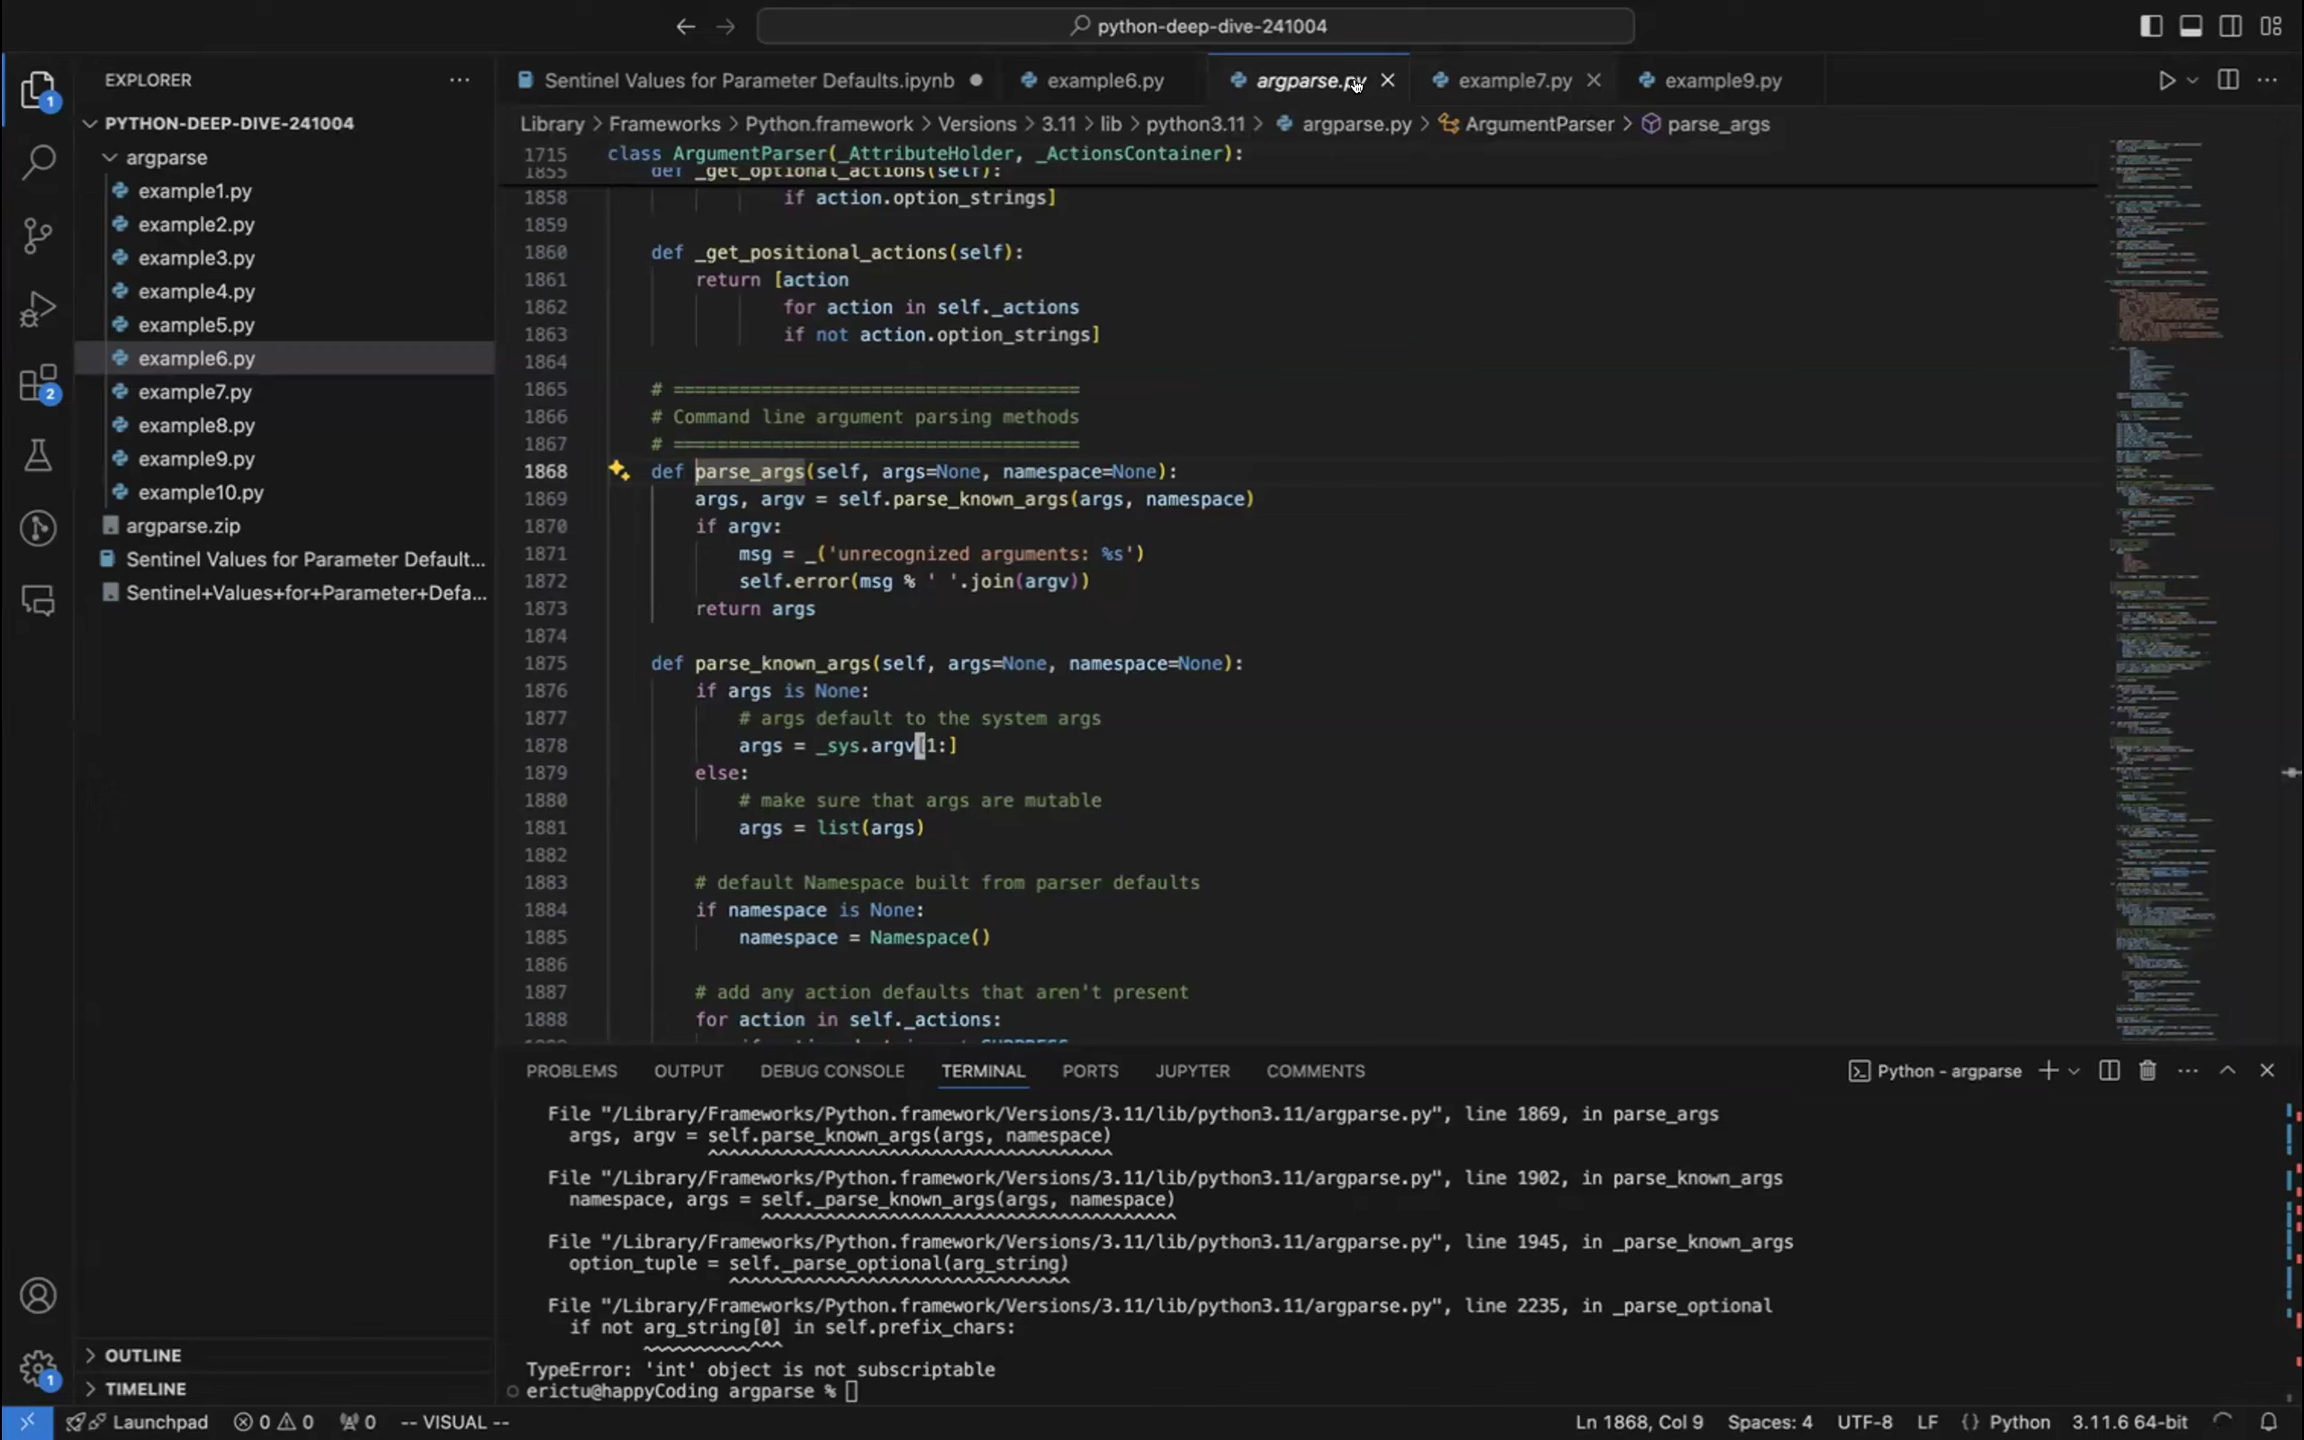 python-deep-dive-241004
EXPLORER
PYTHON-DEEP-DIVE-241004
argparse
example1.py
example2.py
example3.py
example4.py
example5.py
example6.py
example7.py
example8.py
example9.py
example10.py
argparse.zip
Sentinel Values for Parameter Default...
Sentinel+Values+for+Parameter+Defa...
OUTLINE
TIMELINE
1
2
1
Sentinel Values for Parameter Defaults.ipynb example6.py argparse.py example7.py example9.py
Library > Frameworks > Python.framework > Versions > 3.11 > lib > python3.11 > argparse.py > ArgumentParser > parse_args
1715 class ArgumentParser(_AttributeHolder, _ActionsContainer):
1855 def _get_optional_actions(self):
1858 if action.option_strings]
1859
1860 def _get_positional_actions(self):
1861 return [action
1862 for action in self._actions
1863 if not action.option_strings]
1864
1865 # =====================================
1866 # Command line argument parsing methods
1867 # =====================================
1868 def parse_args(self, args=None, namespace=None):
1869 args, argv = self.parse_known_args(args, namespace)
1870 if argv:
1871 msg = _('unrecognized arguments: %s')
1872 self.error(msg % ' '.join(argv))
1873 return args
1874
1875 def parse_known_args(self, args=None, namespace=None):
1876 if args is None:
1877 # args default to the system args
1878 args = _sys.argv[1:]
1879 else:
1880 # make sure that args are mutable
1881 args = list(args)
1882
1883 # default Namespace built from parser defaults
1884 if namespace is None:
1885 namespace = Namespace()
1886
1887 # add any action defaults that aren't present
1888 for action in self._actions:
PROBLEMS OUTPUT DEBUG CONSOLE TERMINAL PORTS JUPYTER COMMENTS Python - argparse
File "/Library/Frameworks/Python.framework/Versions/3.11/lib/python3.11/argparse.py", line 1869, in parse_args
args, argv = self.parse_known_args(args, namespace)
^^^^^^^^^^^^^^^^^^^^^^^^^^^^^^^^^^^^^^
File "/Library/Frameworks/Python.framework/Versions/3.11/lib/python3.11/argparse.py", line 1902, in parse_known_args
namespace, args = self._parse_known_args(args, namespace)
^^^^^^^^^^^^^^^^^^^^^^^^^^^^^^^^^^^^^^^
File "/Library/Frameworks/Python.framework/Versions/3.11/lib/python3.11/argparse.py", line 1945, in _parse_known_args
option_tuple = self._parse_optional(arg_string)
^^^^^^^^^^^^^^^^^^^^^^^^^^^^^^^^
File "/Library/Frameworks/Python.framework/Versions/3.11/lib/python3.11/argparse.py", line 2235, in _parse_optional
if not arg_string[0] in self.prefix_chars:
~~~~~~~~~~^^^
TypeError: 'int' object is not subscriptable
erictu@happyCoding argparse %
Launchpad 0 0 0 -- VISUAL -- Ln 1868, Col 9 Spaces: 4 UTF-8 LF {} Python 3.11.6 64-bit